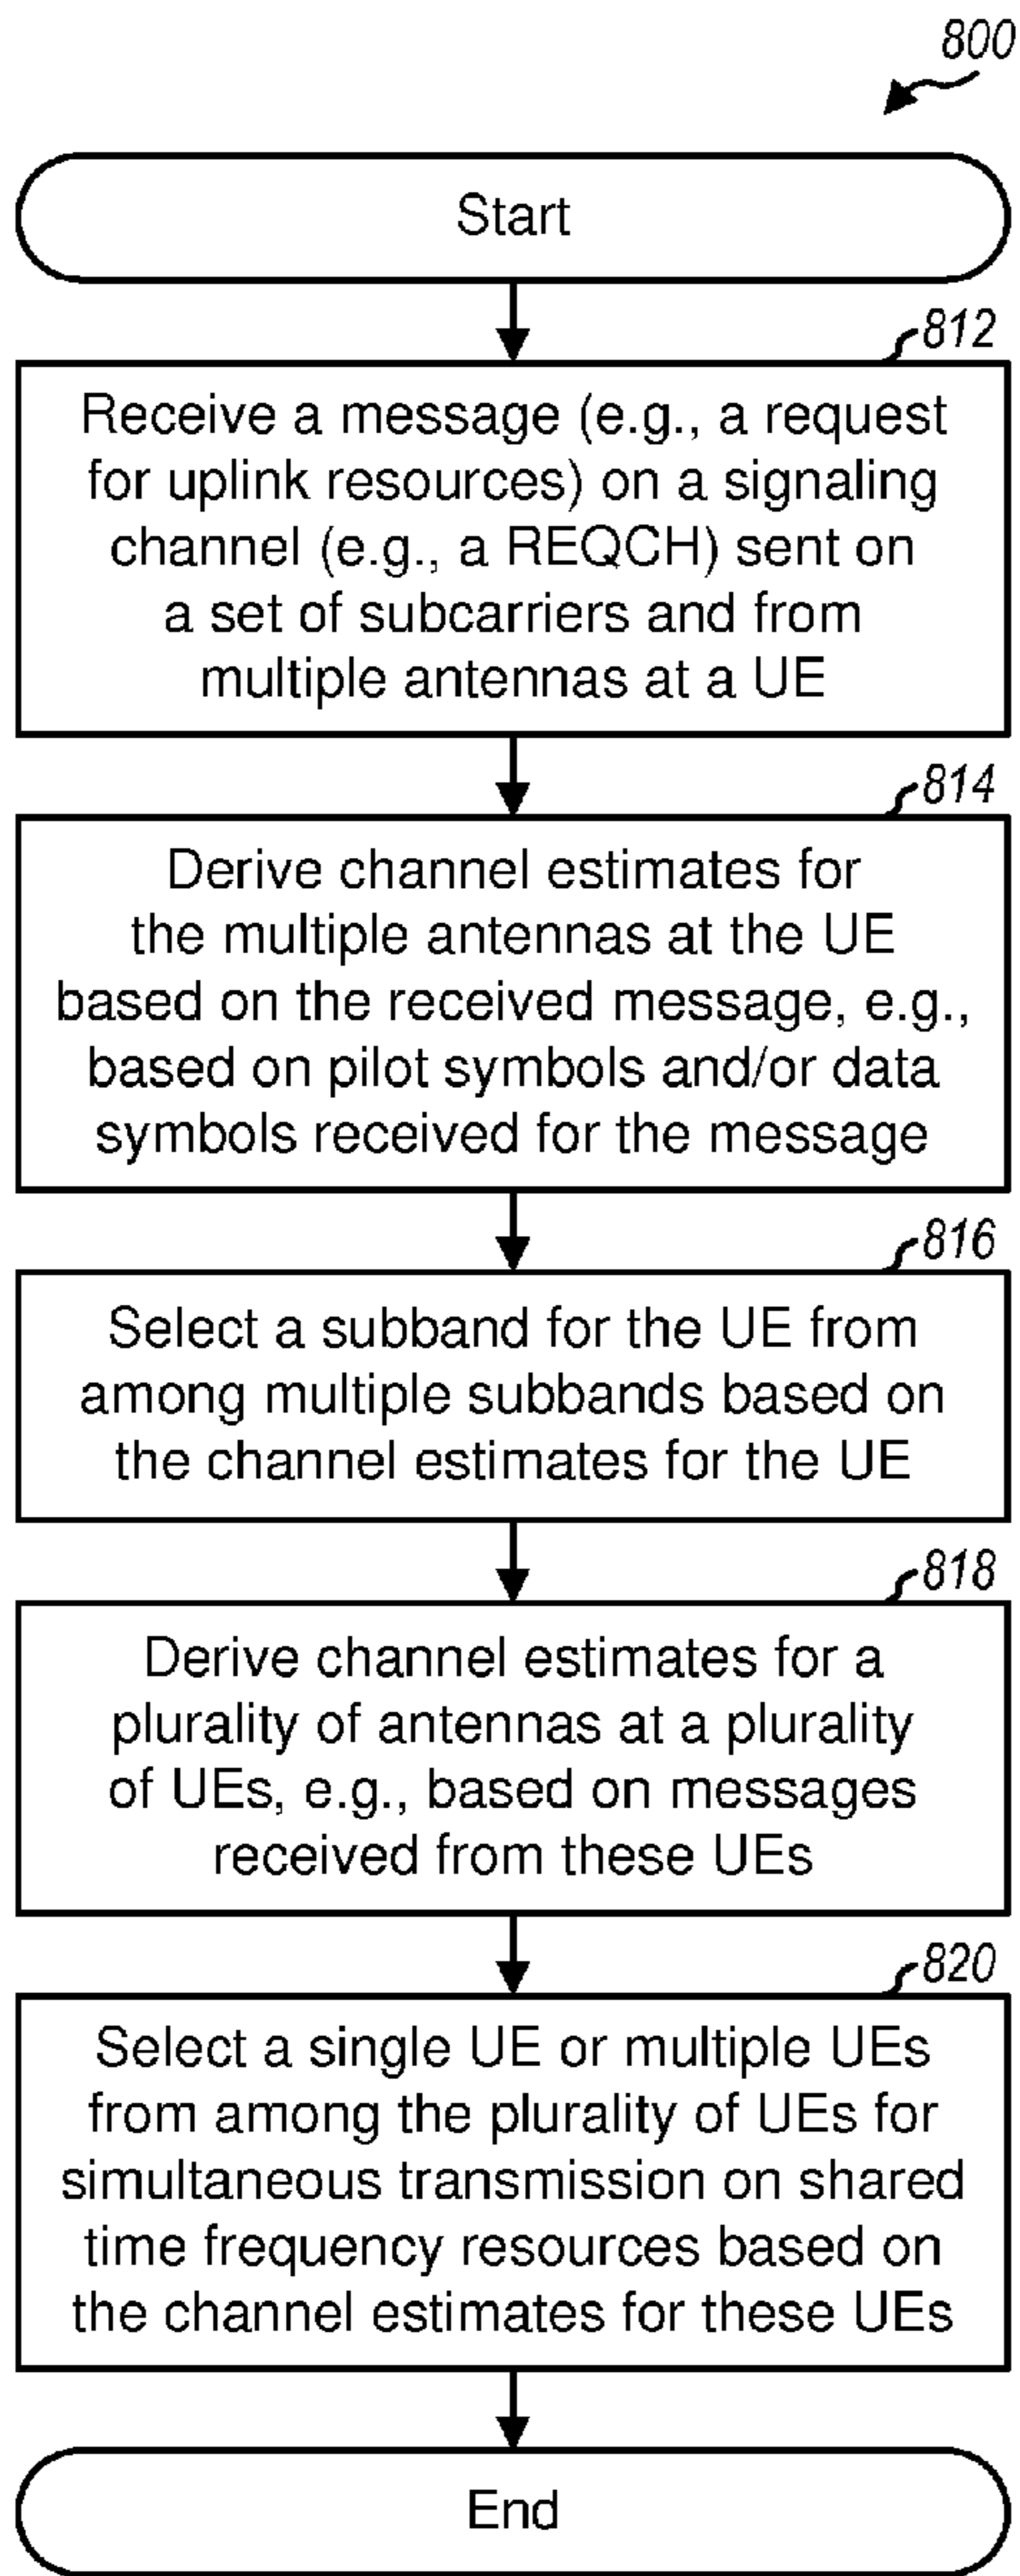 800
Start
812
Receive a message (e.g., a request
for uplink resources) on a signaling
channel (e.g., a REQCH) sent on
a set of subcarriers and from
multiple antennas at a UE
814
Derive channel estimates for
the multiple antennas at the UE
based on the received message, e.g.,
based on pilot symbols and/or data
symbols received for the message
816
Select a subband for the UE from
among multiple subbands based on
the channel estimates for the UE
818
Derive channel estimates for a
plurality of antennas at a plurality
of UEs, e.g., based on messages
received from these UEs
820
Select a single UE or multiple UEs
from among the plurality of UEs for
simultaneous transmission on shared
time frequency resources based on
the channel estimates for these UEs
End